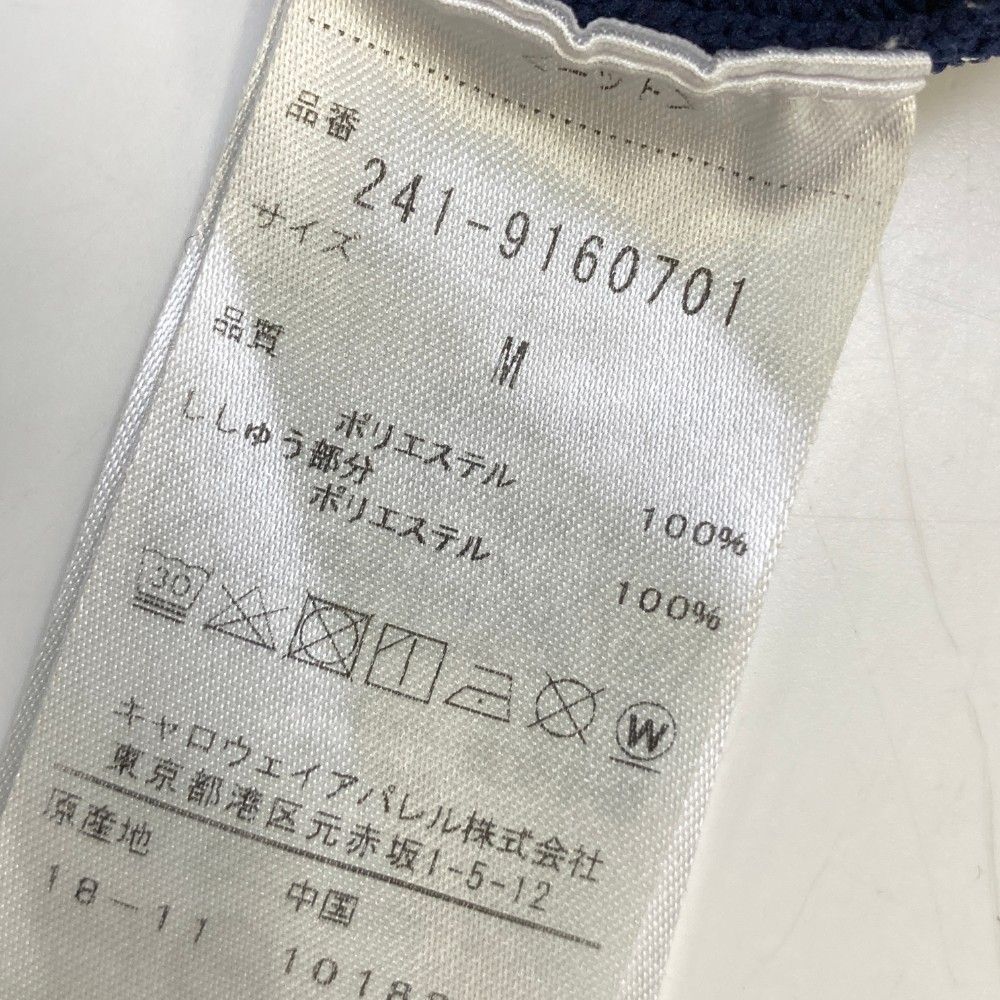 品番
241-9160701
サイズ
M
品質
ポリエステル 100%
ししゅう部分
ポリエステル 100%
30
W
キャロウェイアパレル株式会社
東京都港区元赤坂1-5-12
原産地
中国
18-11